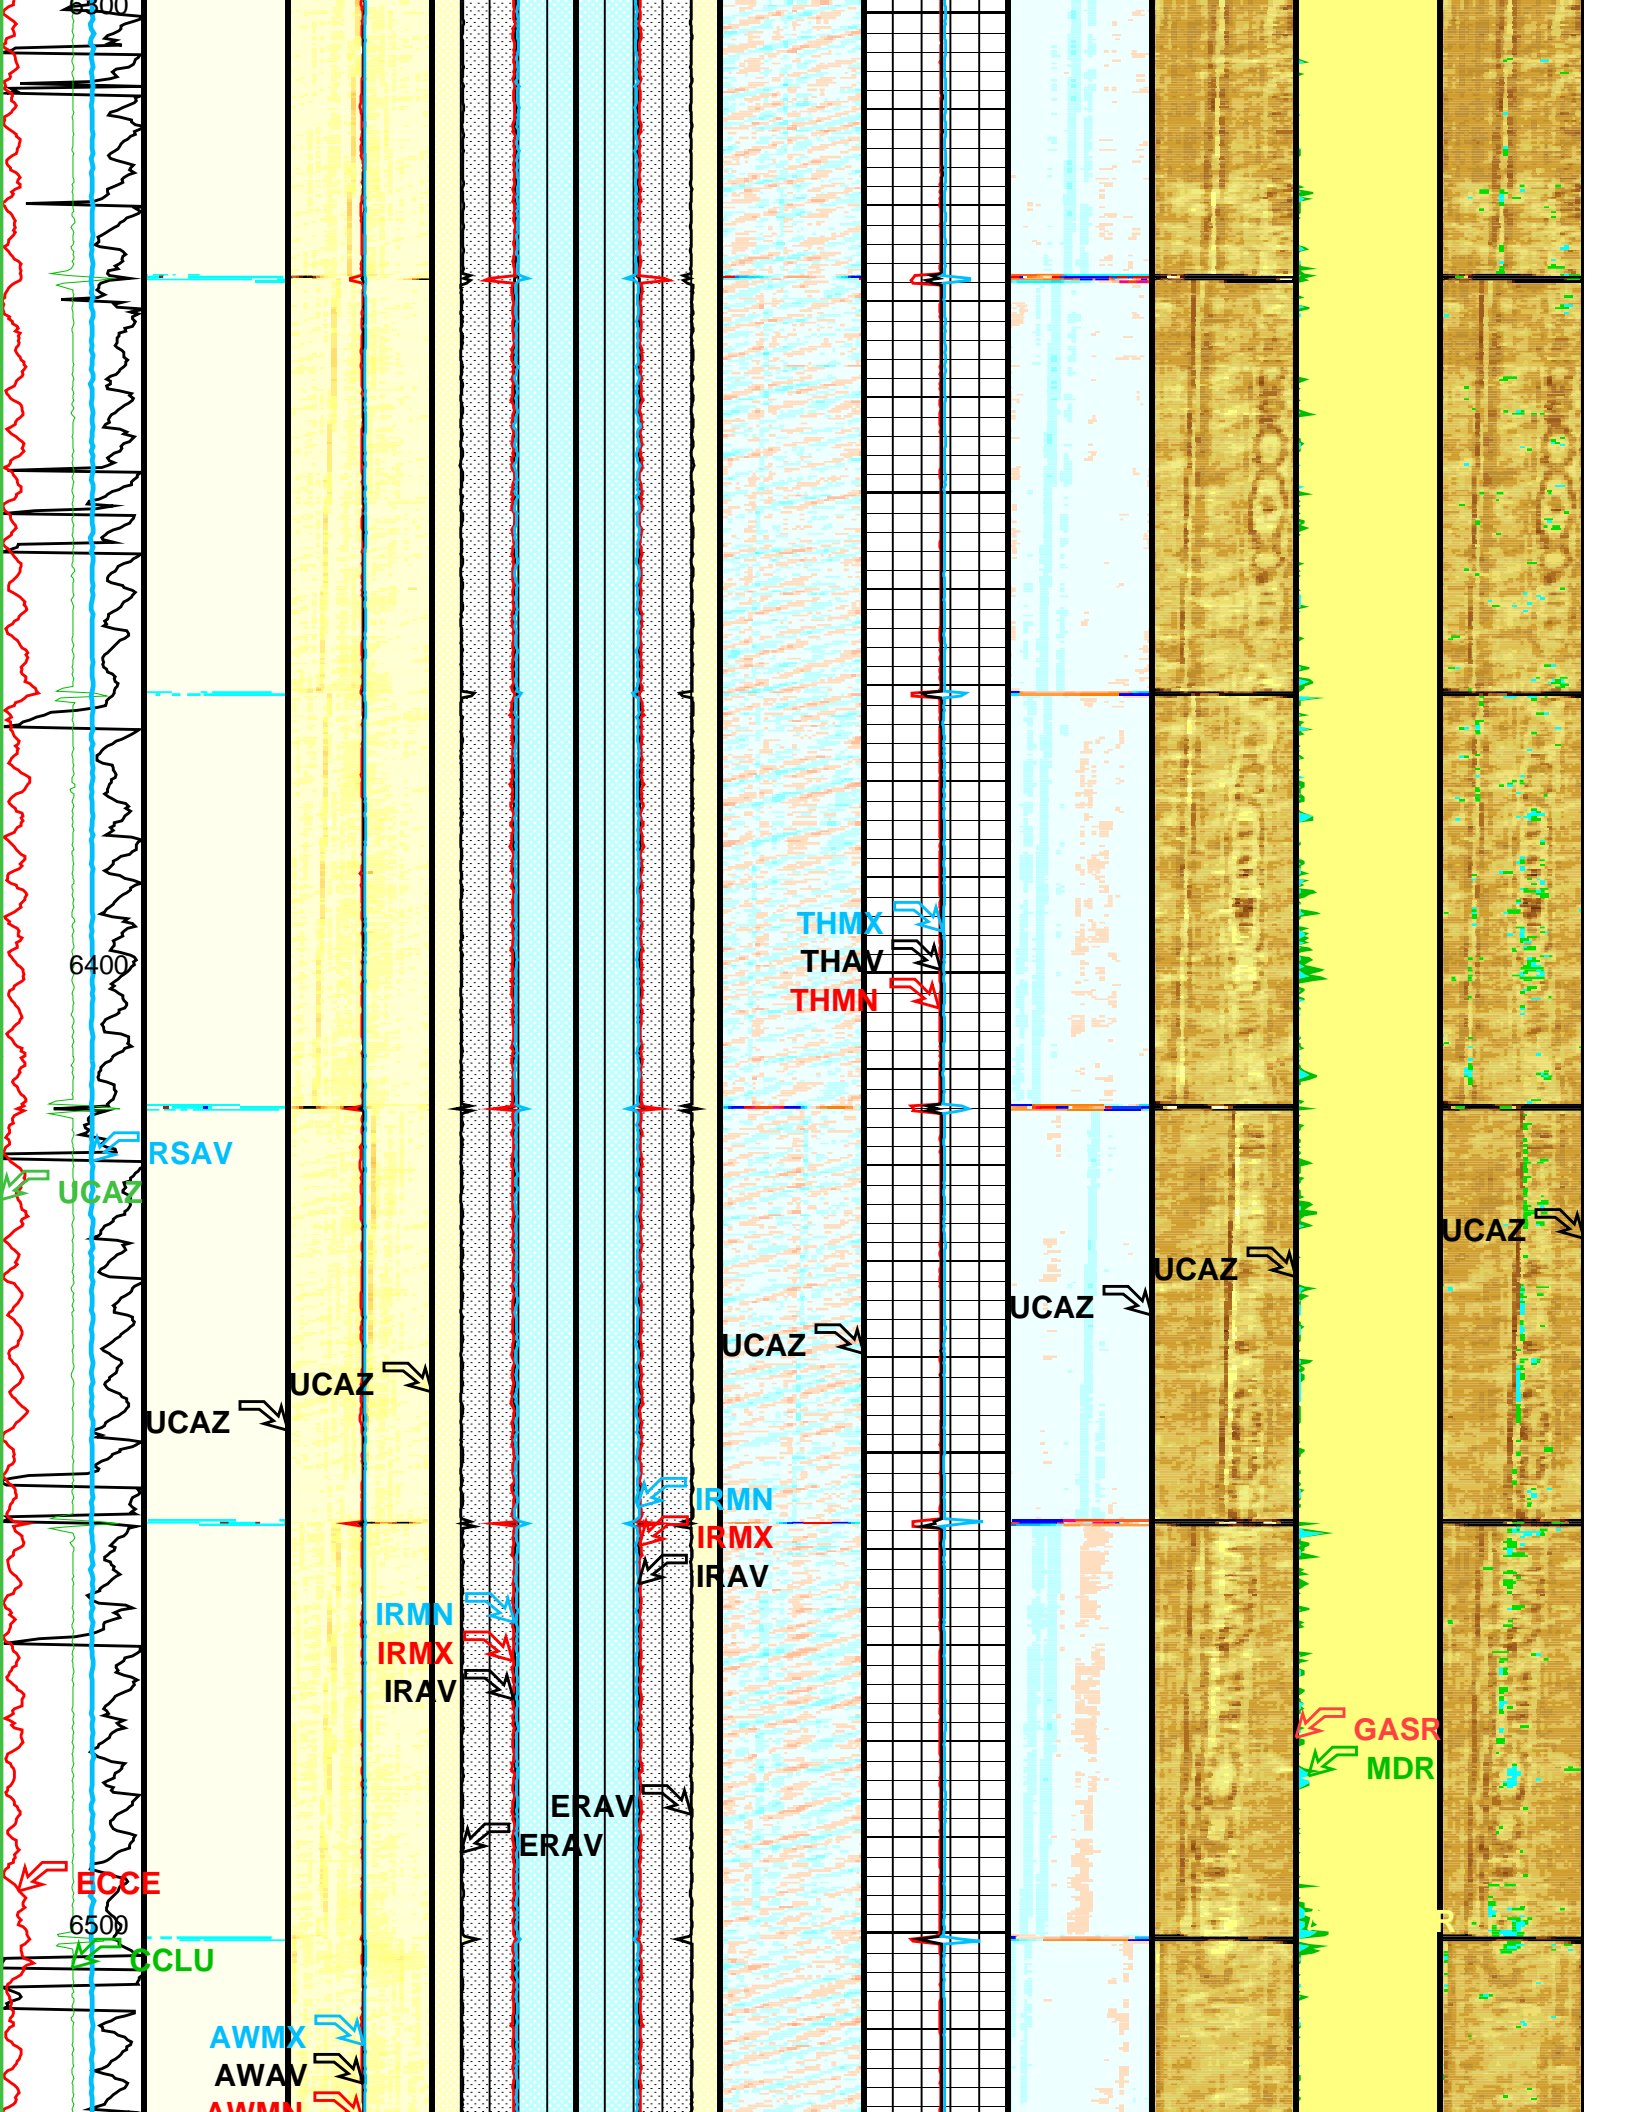 6300
THMX
THAV
6400
THMN
RSAV
UCAZ
UCAZ
UCAZ
UCAZ
UCAZ
UCAZ
UCAZ
IRMN
IRMX
IRAV
IRMN
IRMX
IRAV
GASR
MDR
ERAV
ERAV
ECCE
6500
R
CCLU
AWMX
AWAV
AWMN